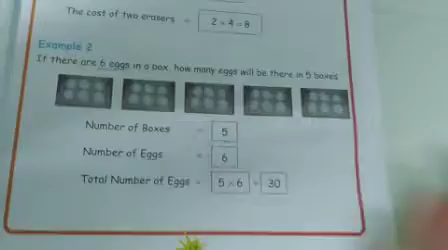 The cost of two erasers = 2 × 4 = 8
Example 2
If there are 6 eggs in a box, how many eggs will be there in 5 boxes
Number of Boxes = 5
Number of Eggs = 6
Total Number of Eggs = 5 × 6 = 30